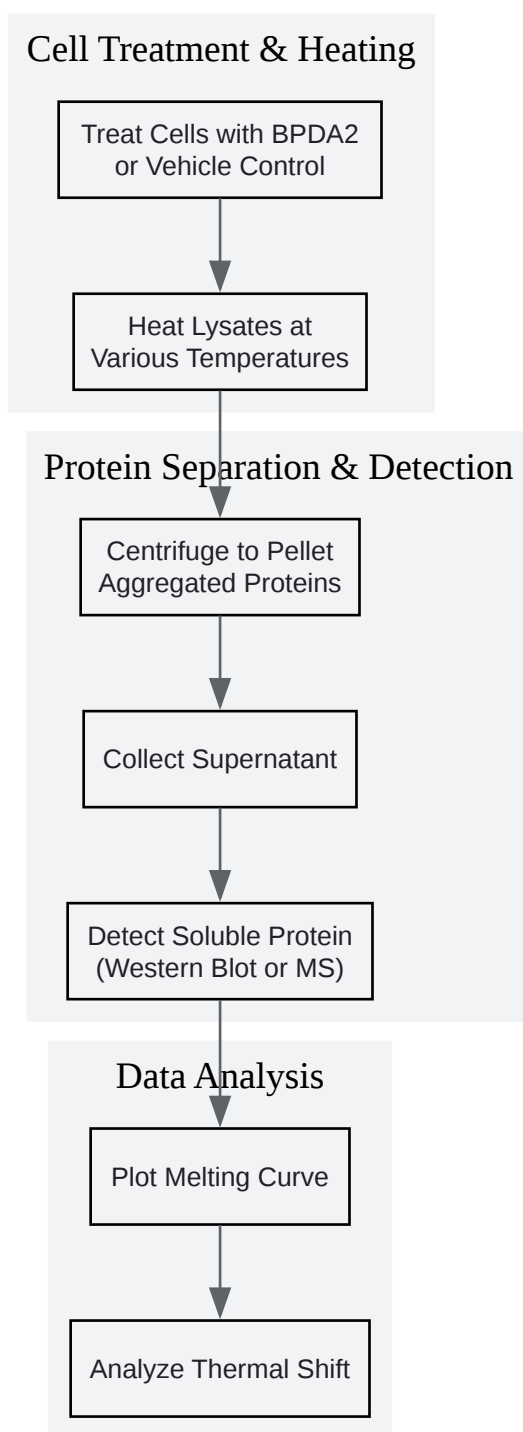 Cell Treatment & Heating
Treat Cells with BPDA2
or Vehicle Control
Heat Lysates at
Various Temperatures
Protein Separation & Detection
Centrifuge to Pellet
Aggregated Proteins
Collect Supernatant
Detect Soluble Protein
(Western Blot or MS)
Data Analysis
Plot Melting Curve
Analyze Thermal Shift